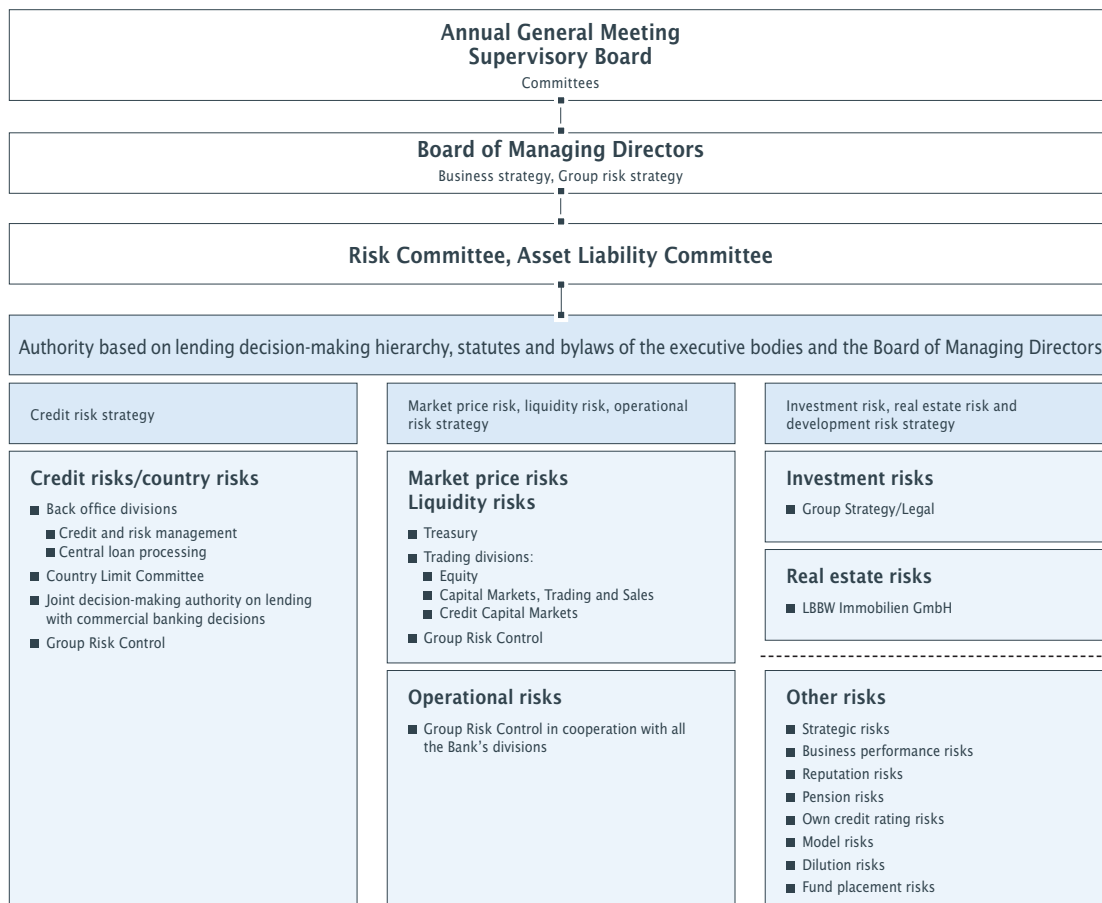 Annual General Meeting
Supervisory Board
Committees
Board of Managing Directors
Business strategy, Group risk strategy
Risk Committee, Asset Liability Committee
Authority based on lending decision-making hierarchy, statutes and bylaws of the executive bodies and the Board of Managing Directors
Credit risk strategy
Credit risks/country risks
Back office divisions
Credit and risk management
Central loan processing
Country Limit Committee
Joint decision-making authority on lending
with commercial banking decisions
Group Risk Control
Market price risk, liquidity risk, operational
risk strategy
Market price risks
Liquidity risks
Treasury
Trading divisions:
Equity
Capital Markets, Trading and Sales
Credit Capital Markets
Group Risk Control
Operational risks
Group Risk Control in cooperation with all
the Bank's divisions
Investment risk, real estate risk and
development risk strategy
Investment risks
Group Strategy/Legal
Real estate risks
LBBW Immobilien GmbH
Other risks
Strategic risks
Business performance risks
Reputation risks
Pension risks
Own credit rating risks
Model risks
Dilution risks
Fund placement risks